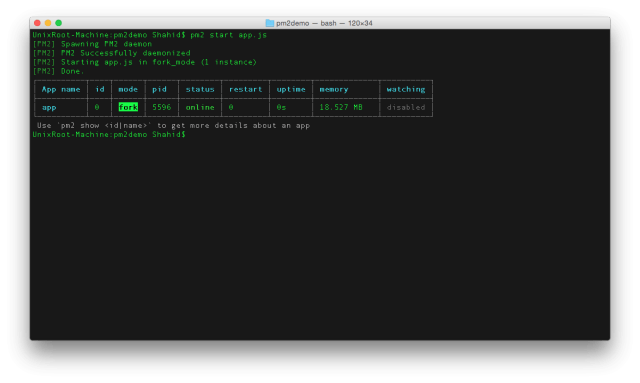 pm2demo — bash — 120×34
UnixRoot-Machine:pm2demo Shahid$ pm2 start app.js
[PM2] Spawning PM2 daemon
[PM2] PM2 Successfully daemonized
[PM2] Starting app.js in fork_mode (1 instance)
[PM2] Done.
App name id mode pid status restart uptime memory watching
app 0 fork 5596 online 0 0s 18.527 MB disabled
Use `pm2 show <id|name>` to get more details about an app
UnixRoot-Machine:pm2demo Shahid$